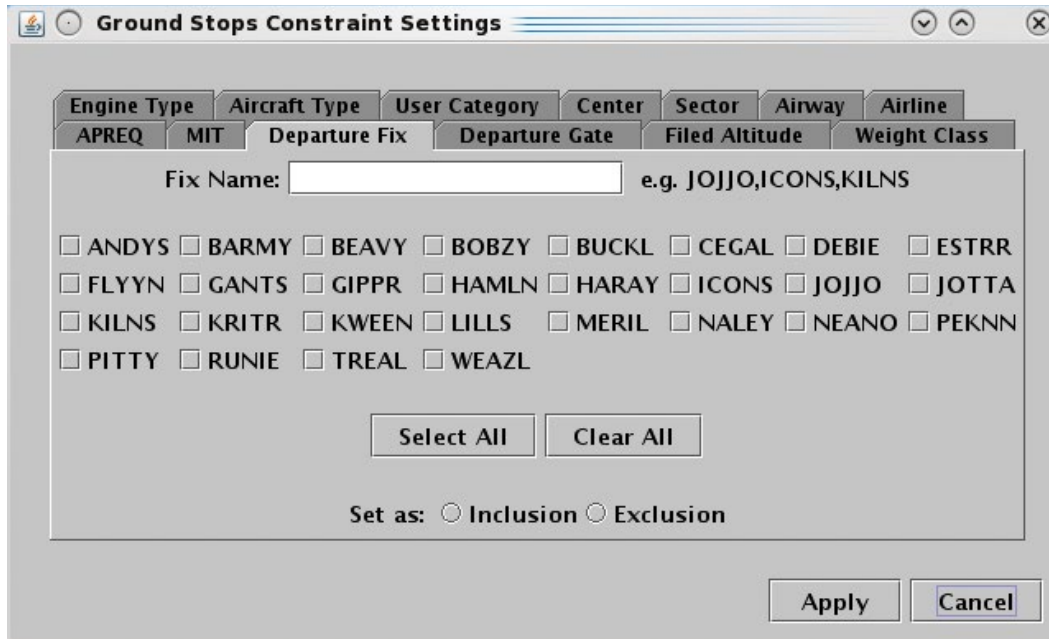 Ground Stops Constraint Settings
Engine Type Aircraft Type User Category Center Sector Airway Airline
APREQ MIT Departure Fix Departure Gate Filed Altitude Weight Class
Fix Name: e.g. JOJJO,ICONS,KILNS
ANDYS BARMY BEAVY BOBZY BUCKL CEGAL DEBIE ESTRR
FLYYN GANTS GIPPR HAMLN HARAY ICONS JOJJO JOTTA
KILNS KRITR KWEEN LILLS MERIL NALEY NEANO PEKNN
PITTY RUNIE TREAL WEAZL
Select All Clear All
Set as: Inclusion Exclusion
Apply Cancel